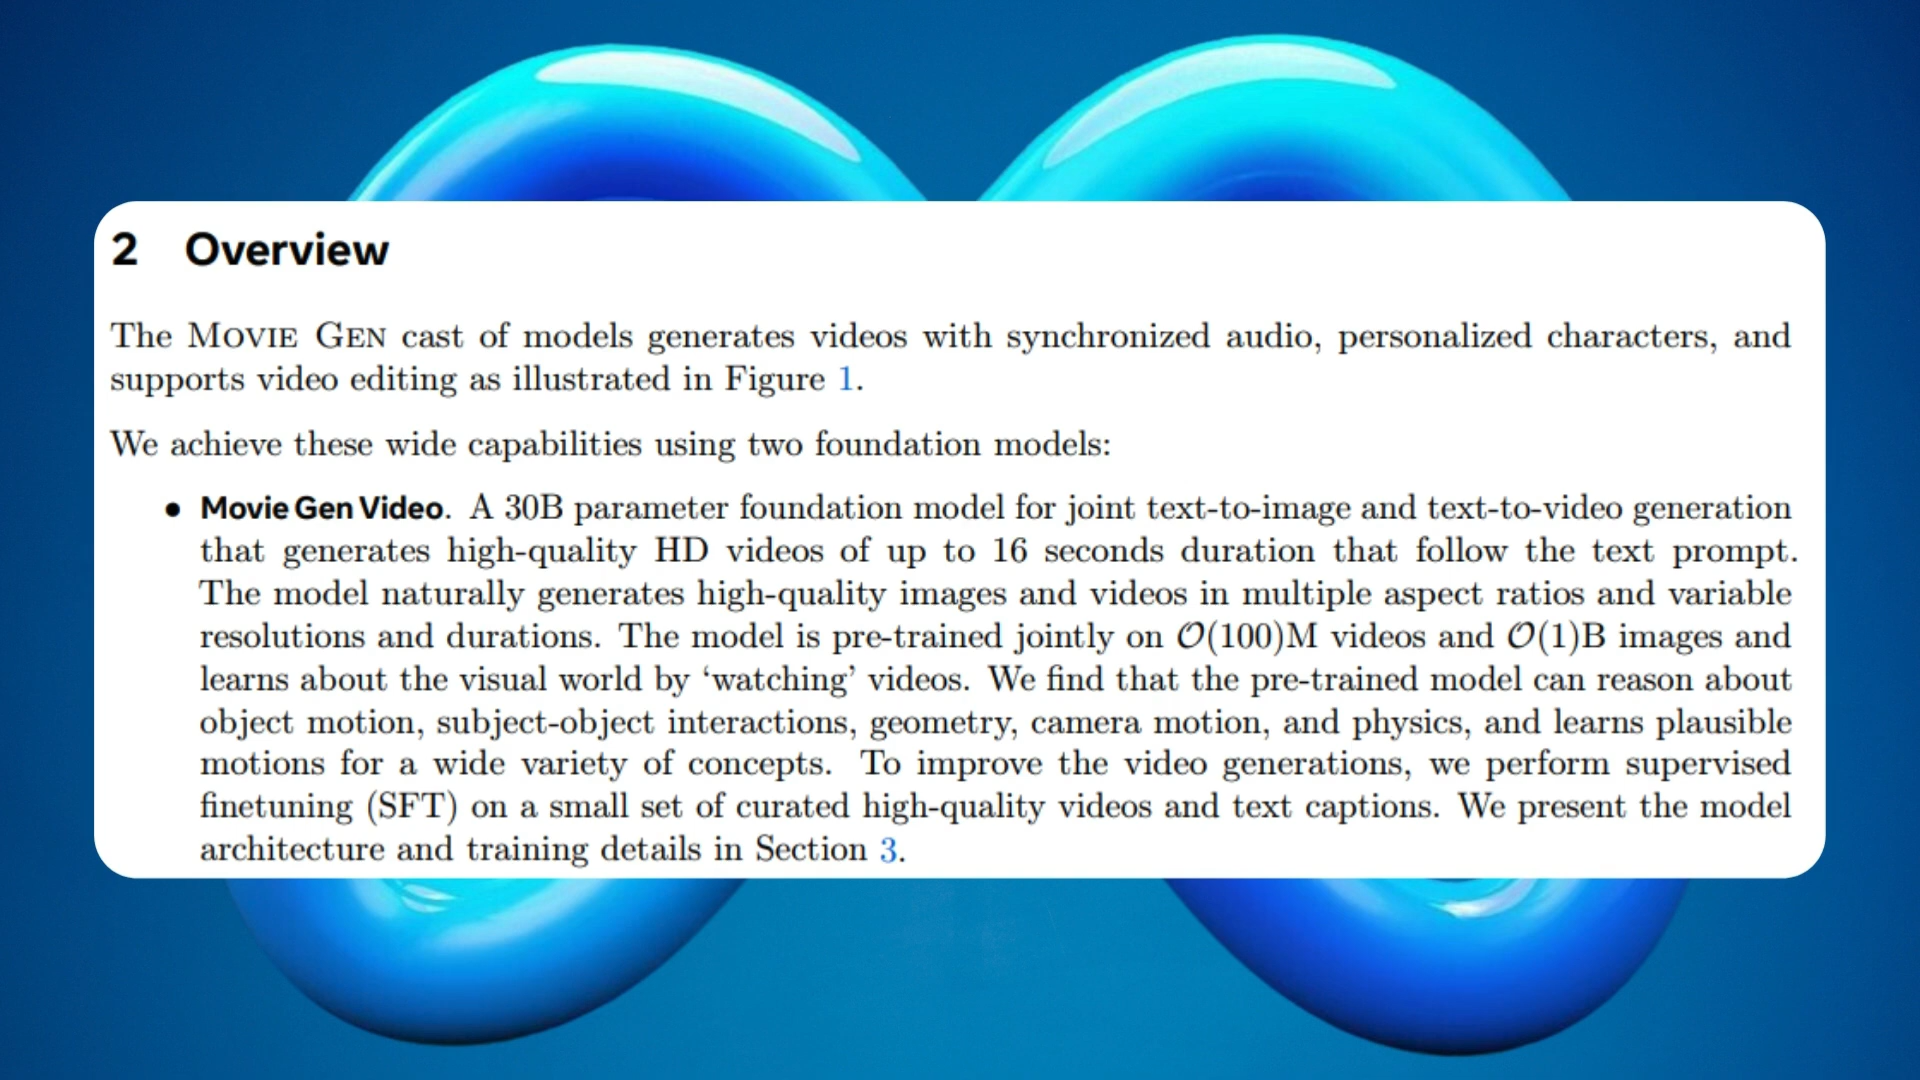 2 Overview
The MOVIE GEN cast of models generates videos with synchronized audio, personalized characters, and
supports video editing as illustrated in Figure 1.
We achieve these wide capabilities using two foundation models:
• Movie Gen Video. A 30B parameter foundation model for joint text-to-image and text-to-video generation
that generates high-quality HD videos of up to 16 seconds duration that follow the text prompt.
The model naturally generates high-quality images and videos in multiple aspect ratios and variable
resolutions and durations. The model is pre-trained jointly on 𝒪(100)M videos and 𝒪(1)B images and
learns about the visual world by ‘watching’ videos. We find that the pre-trained model can reason about
object motion, subject-object interactions, geometry, camera motion, and physics, and learns plausible
motions for a wide variety of concepts. To improve the video generations, we perform supervised
finetuning (SFT) on a small set of curated high-quality videos and text captions. We present the model
architecture and training details in Section 3.